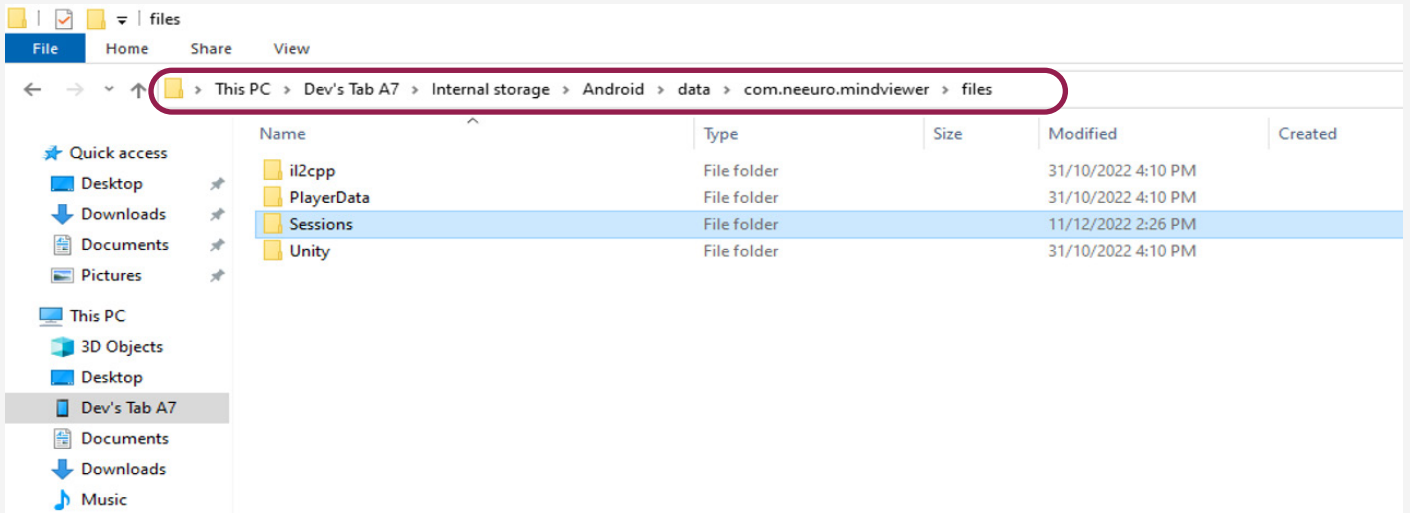 files
File Home Share View
This PC > Dev's Tab A7 > Internal storage > Android > data > com.neeuro.mindviewer > files
Name Type Size Modified Created
Quick access
Desktop
Downloads
Documents
Pictures
This PC
3D Objects
Desktop
Dev's Tab A7
Documents
Downloads
Music
il2cpp File folder 31/10/2022 4:10 PM
PlayerData File folder 31/10/2022 4:10 PM
Sessions File folder 11/12/2022 2:26 PM
Unity File folder 31/10/2022 4:10 PM